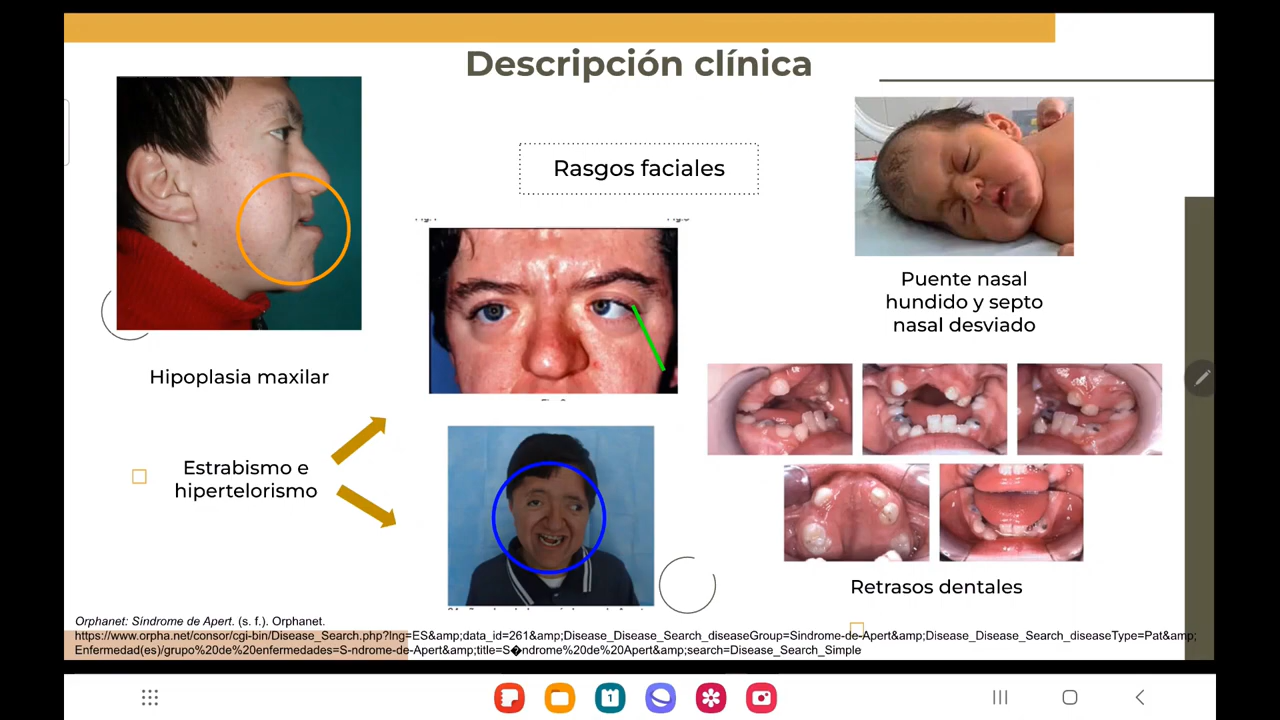 Descripción clínica
Rasgos faciales
Hipoplasia maxilar
Estrabismo e
hipertelorismo
Puente nasal
hundido y septo
nasal desviado
Retrasos dentales
Orphanet: Síndrome de Apert. (s. f.). Orphanet.
https://www.orpha.net/consor/cgi-bin/Disease_Search.php?lng=ES&amp;data_id=261&amp;Disease_Disease_Search_diseaseGroup=Sindrome-de-Apert&amp;Disease_Disease_Search_diseaseType=Pat&amp;
Enfermedad(es)/grupo%20de%20enfermedades=S-ndrome-de-Apert&amp;title=S�ndrome%20de%20Apert&amp;search=Disease_Search_Simple
1